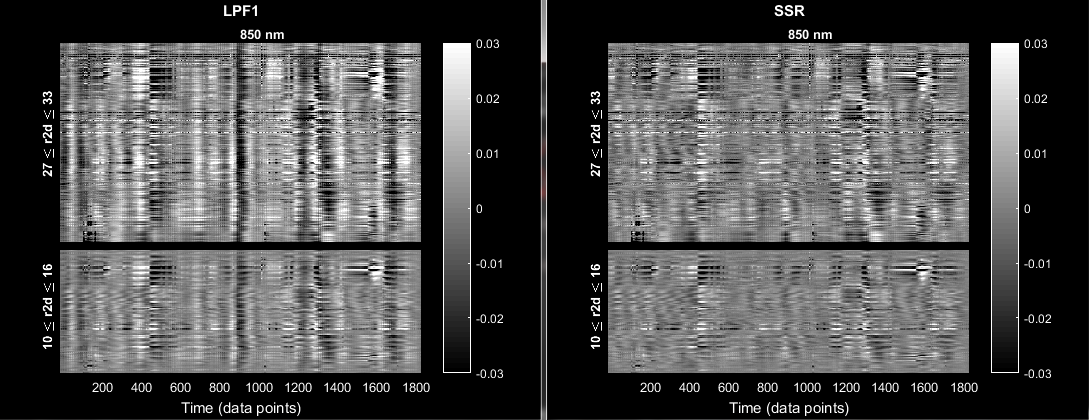 LPF1
850 nm
27 ≤ r2d ≤ 33
10 ≤ r2d ≤ 16
0.03
0.02
0.01
0
-0.01
-0.02
-0.03
200 400 600 800 1000 1200 1400 1600 1800
Time (data points)
SSR
850 nm
27 ≤ r2d ≤ 33
10 ≤ r2d ≤ 16
0.03
0.02
0.01
0
-0.01
-0.02
-0.03
200 400 600 800 1000 1200 1400 1600 1800
Time (data points)